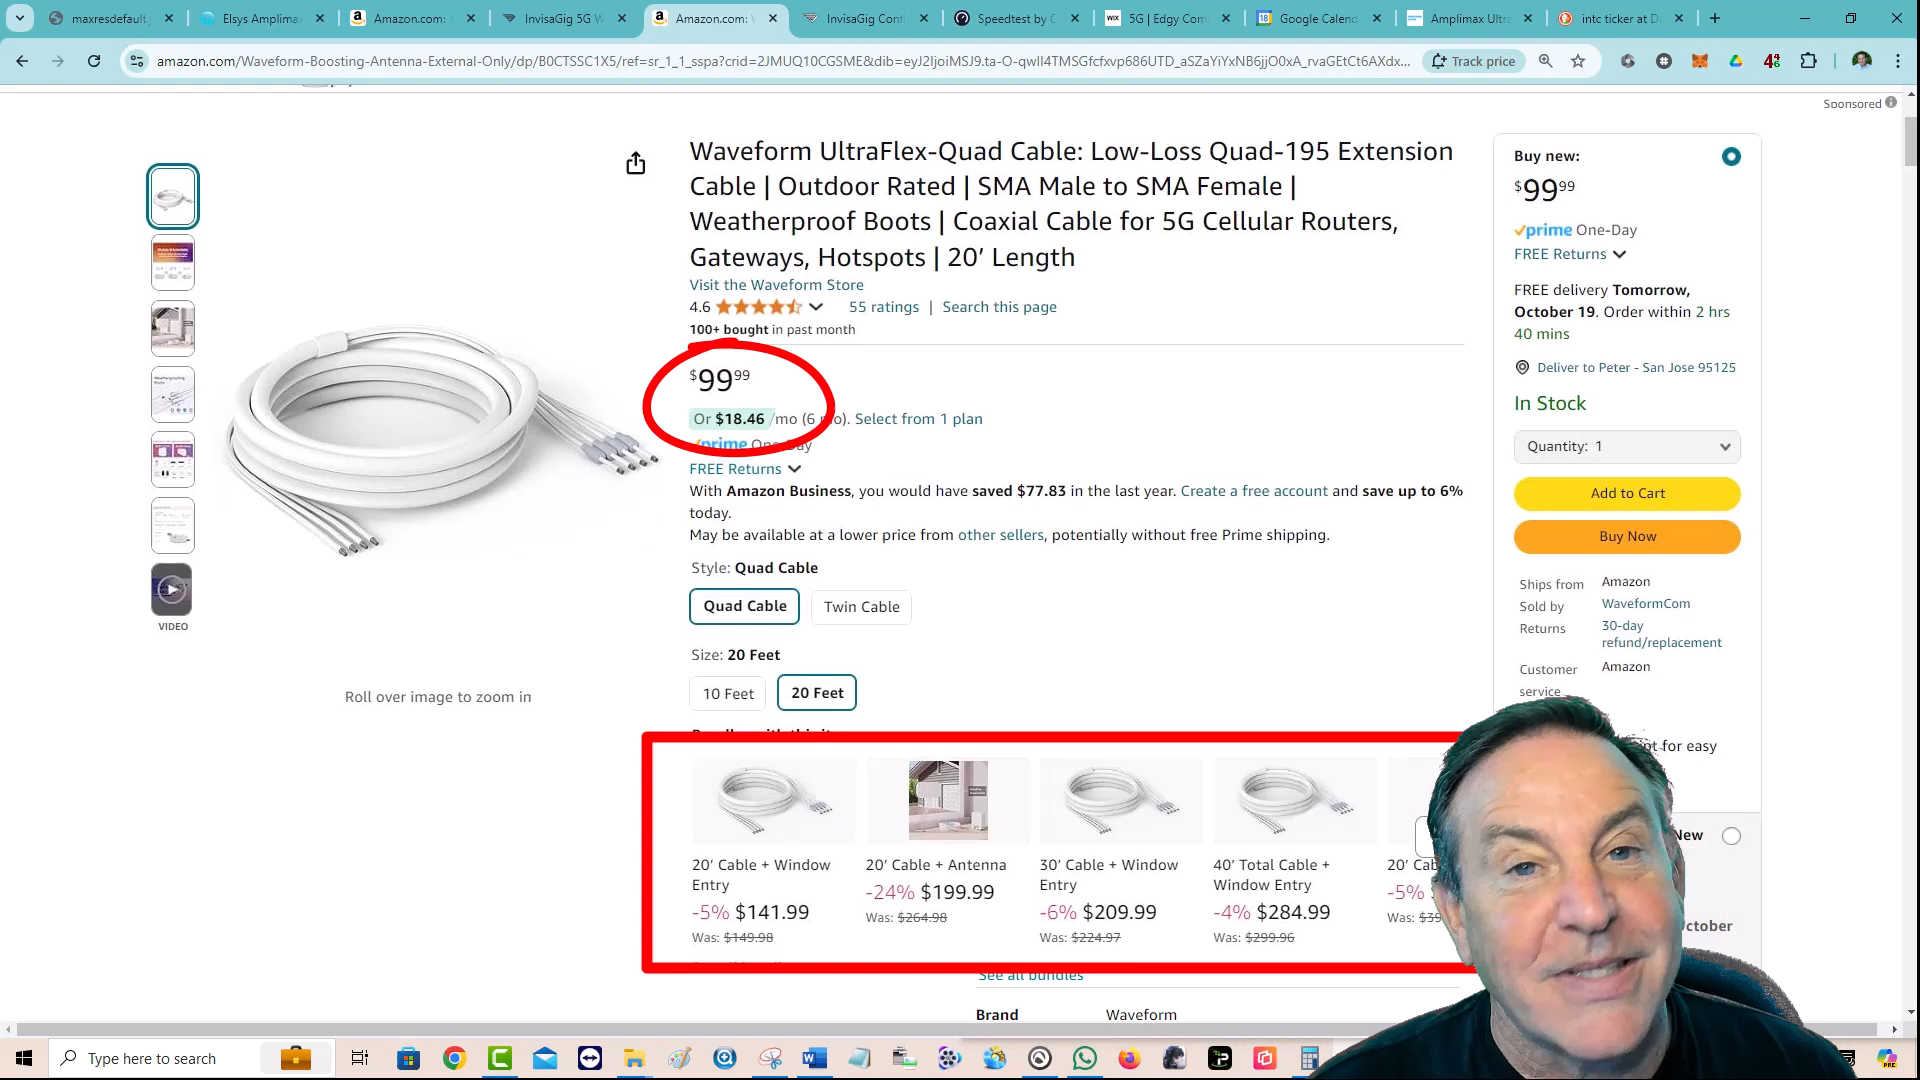 maxresdefault.
Elsys Amplima
Amazon.com:
InvisaGig 5G W
Amazon.com:
InvisaGig Conf
Speedtest by
5G | Edgy Com
Google Calend
Amplimax Ultra
intc ticker at D
amazon.com/Waveform-Boosting-Antenna-External-Only/dp/B0CTSSC1X5/ref=sr_1_1_sspa?crid=2JMUQ10CGSME&dib=
Track price
Sponsored
Waveform UltraFlex-Quad Cable: Low-Loss Quad-195 Extension
Cable | Outdoor Rated | SMA Male to SMA Female |
Weatherproof Boots | Coaxial Cable for 5G Cellular Routers,
Gateways, Hotspots | 20’ Length
Visit the Waveform Store
4.6 55 ratings | Search this page
100+ bought in past month
$99 99
Or $18.46 /mo (6 mo). Select from 1 plan
prime One-Day
FREE Returns
With Amazon Business, you would have saved $77.83 in the last year. Create a free account and save up to 6%
today.
May be available at a lower price from other sellers, potentially without free Prime shipping.
Style: Quad Cable
Quad Cable Twin Cable
Size: 20 Feet
10 Feet 20 Feet
20’ Cable + Window
Entry
-5% $141.99
Was: $149.98
20’ Cable + Antenna
-24% $199.99
Was: $264.98
30’ Cable + Window
Entry
-6% $209.99
Was: $224.97
40’ Total Cable +
Window Entry
-4% $284.99
Was: $299.96
20’ Cab
-5%
Was: $39
See all bundles
Brand Waveform
VIDEO
Roll over image to zoom in
Buy new:
$99 99
prime One-Day
FREE Returns
FREE delivery Tomorrow,
October 19. Order within 2 hrs
40 mins
Deliver to Peter - San Jose 95125
In Stock
Quantity: 1
Add to Cart
Buy Now
Ships from Amazon
Sold by WaveformCom
Returns 30-day
refund/replacement
Customer Amazon
service
pt for easy
New
October
Type here to search